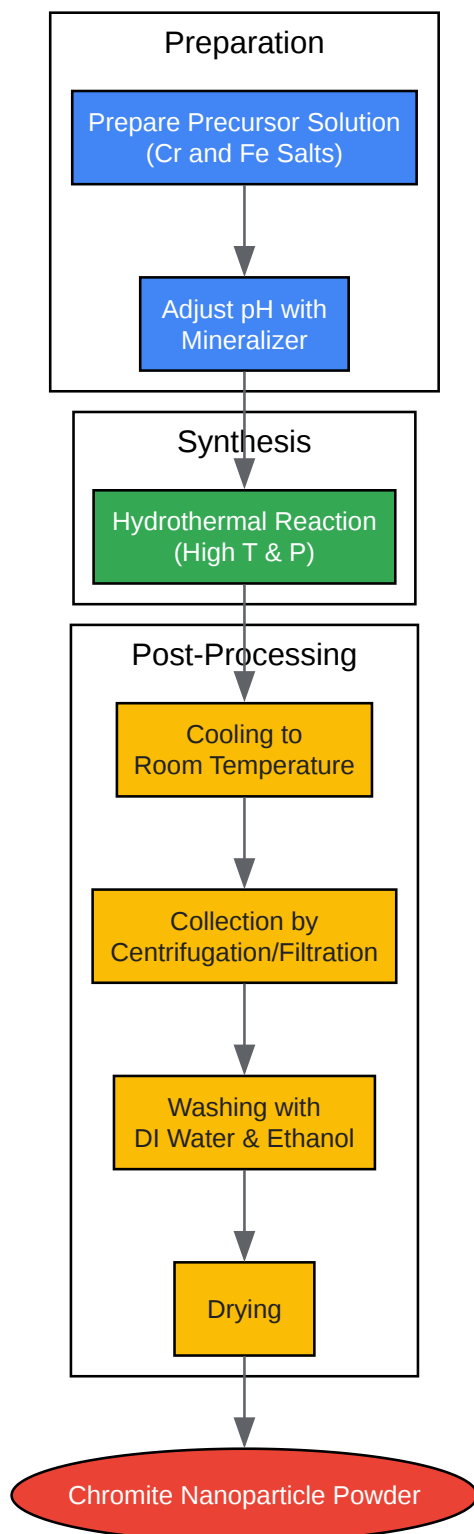 Preparation
Prepare Precursor Solution
(Cr and Fe Salts)
Adjust pH with
Mineralizer
Synthesis
Hydrothermal Reaction
(High T & P)
Post-Processing
Cooling to
Room Temperature
Collection by
Centrifugation/Filtration
Washing with
DI Water & Ethanol
Drying
Chromite Nanoparticle Powder